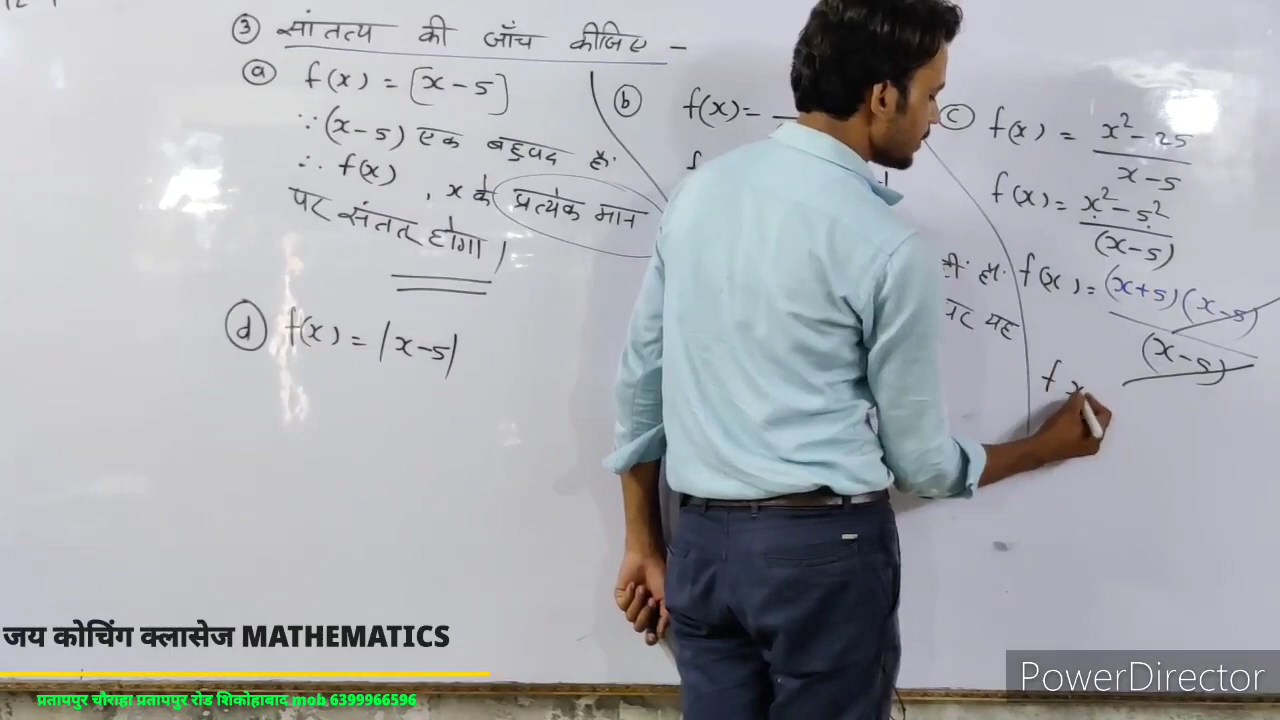 ③ सांतत्य की जाँच कीजिए -
ⓐ f(x) = [x-5]
∵ (x-5) एक बहुपद है।
∴ f(x) , x के प्रत्येक मान
पर संतत् होगा।
ⓑ f(x)=
ⓒ f(x) = x²-25 / x-5
f(x) = x²-5² / (x-5)
f(x) = (x+5)(x-5) / (x-5)
पर यह
f x
ⓓ f(x) = |x-5|
जय कोचिंग क्लासेज MATHEMATICS
प्रतापपुर चौराहा प्रतापपुर रोड शिकोहाबाद mob 6399966596
PowerDirector